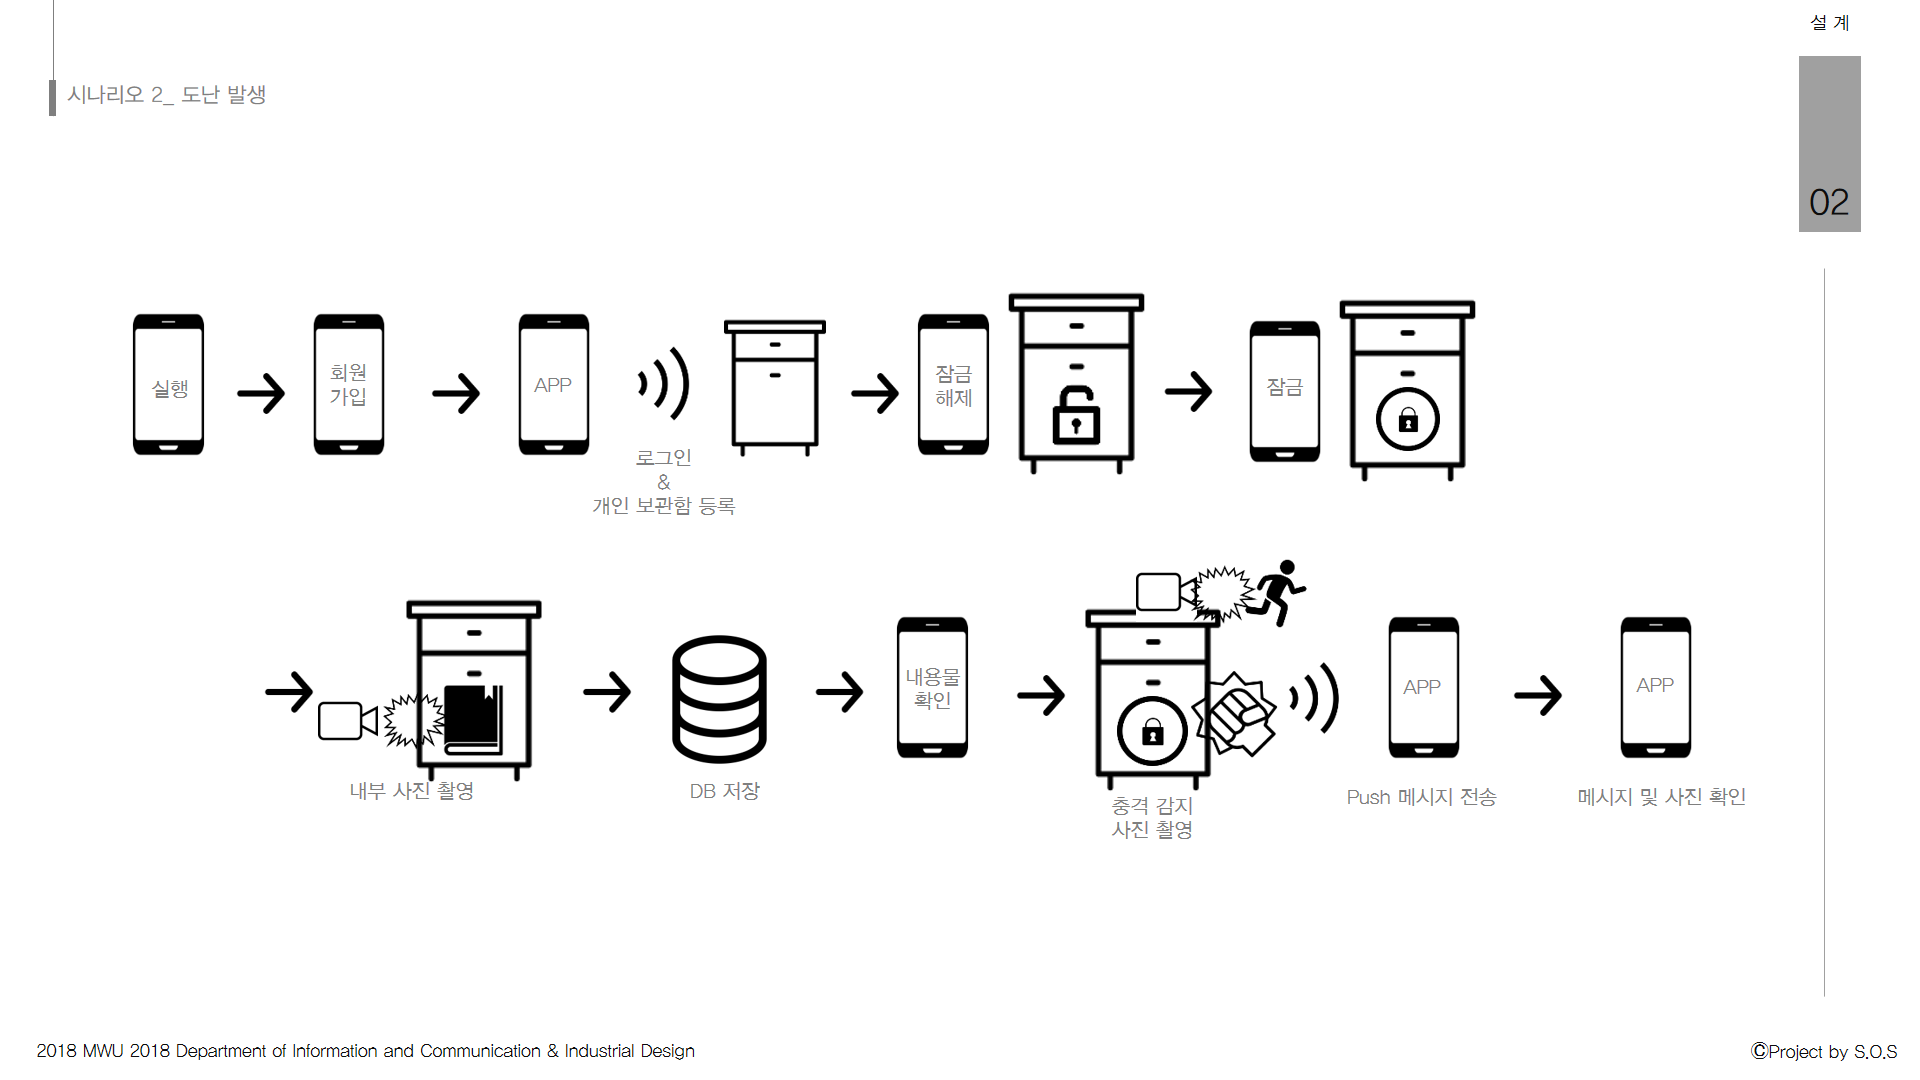 설 계
시나리오 2_ 도난 발생
02
실행
회원
가입
APP
로그인
&
개인 보관함 등록
잠금
해제
잠금
내부 사진 촬영
DB 저장
내용물
확인
충격 감지
사진 촬영
APP
Push 메시지 전송
APP
메시지 및 사진 확인
2018 MWU 2018 Department of Information and Communication & Industrial Design
©Project by S.O.S